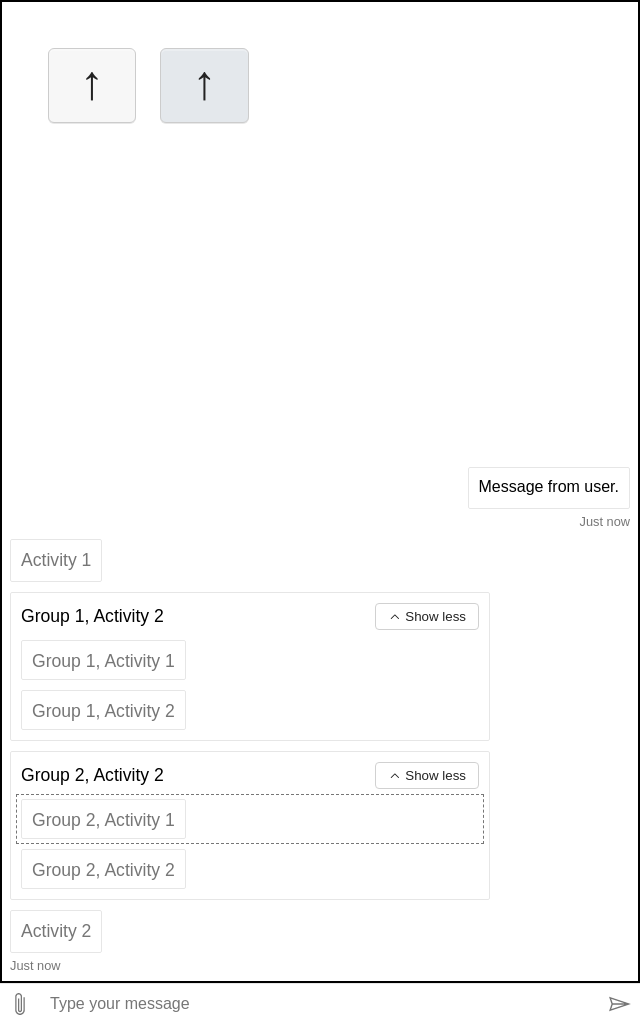 ↑ ↑
Message from user.
Just now
Activity 1
Group 1, Activity 2 Show less
Group 1, Activity 1
Group 1, Activity 2
Group 2, Activity 2 Show less
Group 2, Activity 1
Group 2, Activity 2
Activity 2
Just now
Type your message